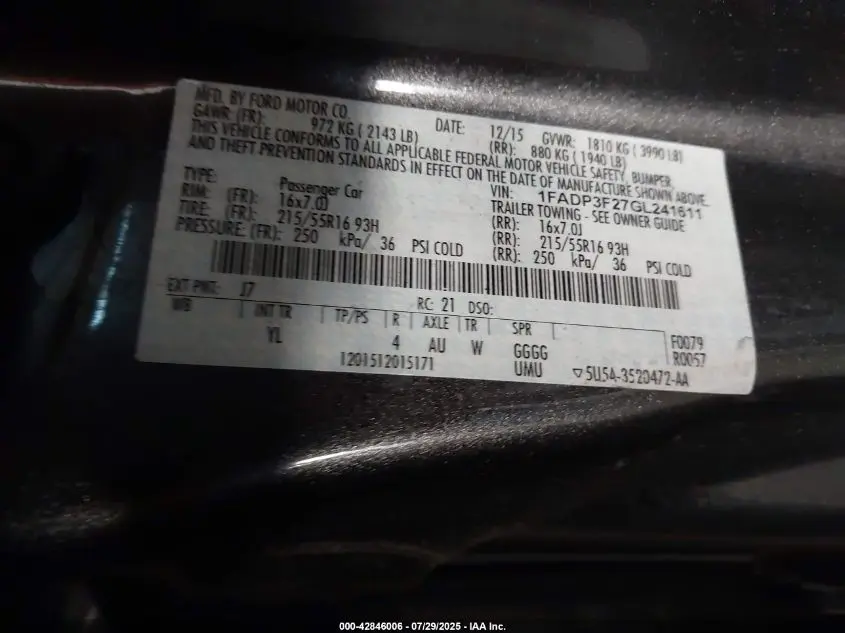 MFD. BY FORD MOTOR CO.
DATE: 12/15 GVWR: 1810 KG ( 3990 LB)
GAWR: (FR): 972 KG ( 2143 LB) (RR): 880 KG ( 1940 LB)
THIS VEHICLE CONFORMS TO ALL APPLICABLE FEDERAL MOTOR VEHICLE SAFETY, BUMPER,
AND THEFT PREVENTION STANDARDS IN EFFECT ON THE DATE OF MANUFACTURE SHOWN ABOVE.
VIN: 1FADP3F27GL241611
TYPE: Passenger Car TRAILER TOWING - SEE OWNER GUIDE
RIM: (FR): 16x7.0J (RR): 16x7.0J
TIRE: (FR): 215/55R16 93H (RR): 215/55R16 93H
PRESSURE: (FR): 250 kPa/ 36 PSI COLD (RR): 250 kPa/ 36 PSI COLD
EXT PNT: J7 RC: 21 DSO:
WB INT TR TP/PS R AXLE TR SPR F0079
YL 4 AU W GGGG R0057
1201512015171 UMU ▽5U5A-3520472-AA
000-42846006 - 07/29/2025 - IAA Inc.